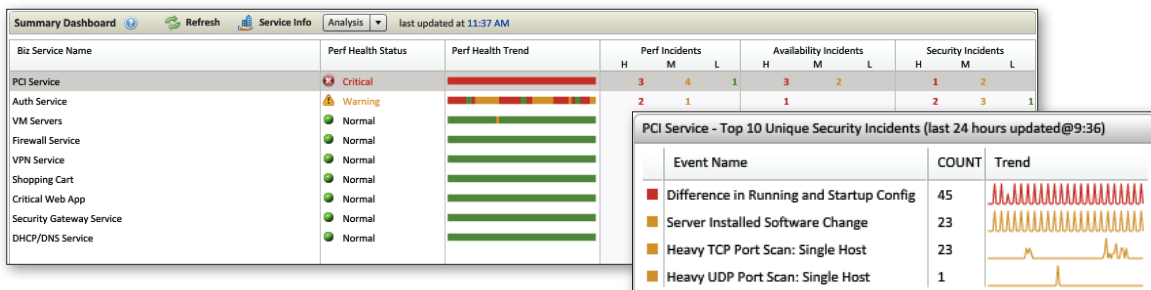 Summary Dashboard Refresh Service Info Analysis last updated at 11:37 AM
Biz Service Name Perf Health Status Perf Health Trend Perf Incidents Availability Incidents Security Incidents
H M L H M L H M L
PCI Service Critical 3 4 1 3 2 1 2
Auth Service Warning 2 1 1 2 3 1
VM Servers Normal
Firewall Service Normal
VPN Service Normal
Shopping Cart Normal
Critical Web App Normal
Security Gateway Service Normal
DHCP/DNS Service Normal
PCI Service - Top 10 Unique Security Incidents (last 24 hours updated@9:36)
Event Name COUNT Trend
Difference in Running and Startup Config 45
Server Installed Software Change 23
Heavy TCP Port Scan: Single Host 23
Heavy UDP Port Scan: Single Host 1